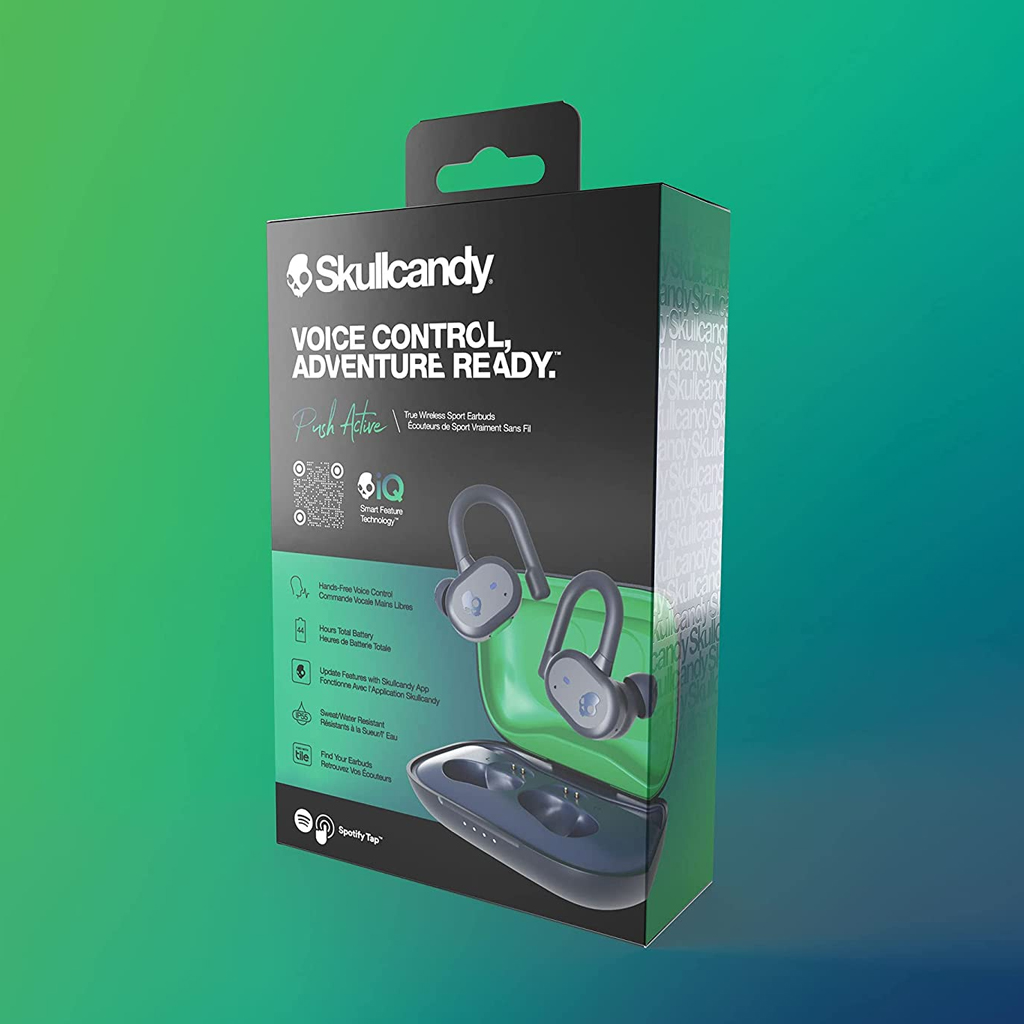 Skullcandy®
VOICE CONTROL,
ADVENTURE READY.™
Push Active
True Wireless Sport Earbuds
Écouteurs de Sport Vraiment Sans Fil
iQ
Smart Feature
Technology™
Hands-Free Voice Control
Commande Vocale Mains Libres
44
Hours Total Battery
Heures de Batterie Totale
Update Features with Skullcandy App
Fonctionne Avec l'Application Skullcandy
IP55
Sweat/Water Resistant
Résistants à la Sueur/l' Eau
tile
Find Your Earbuds
Retrouvez Vos Écouteurs
Spotify Tap™
Skullcandy